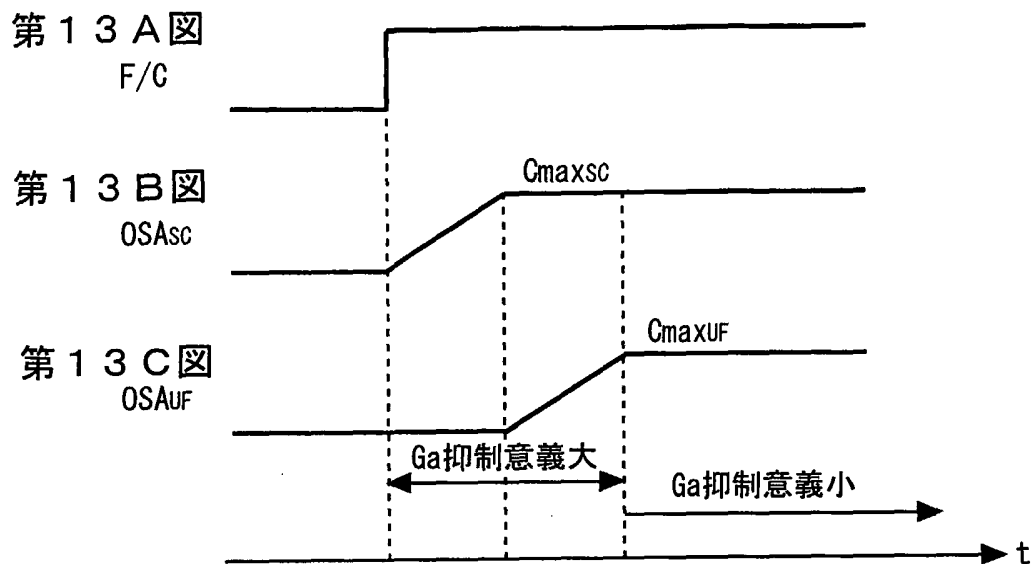 第１３Ａ図
F/C
第１３Ｂ図
OSASC
CmaxSC
第１３Ｃ図
OSAUF
CmaxUF
Ga抑制意義大
Ga抑制意義小
t